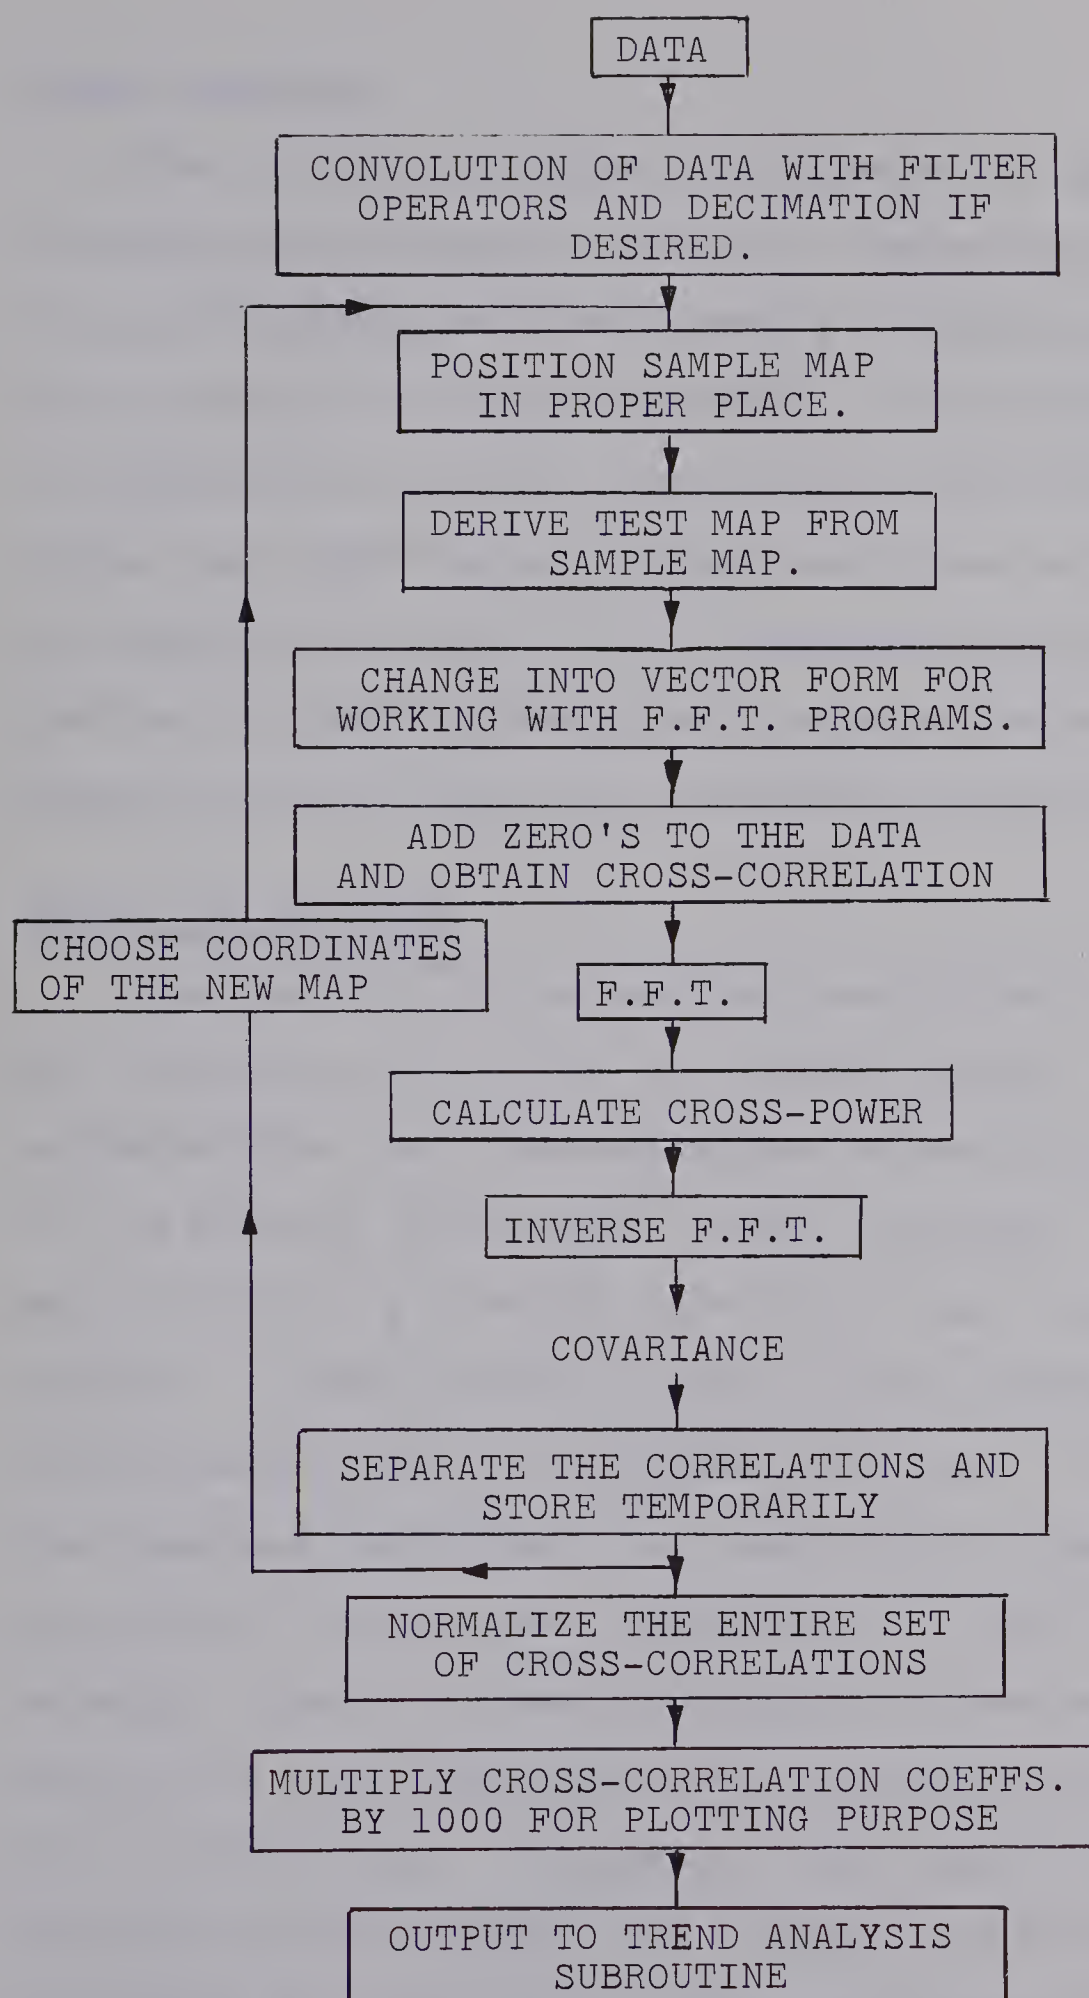 DATA
CONVOLUTION OF DATA WITH FILTER
OPERATORS AND DECIMATION IF
DESIRED.
POSITION SAMPLE MAP
IN PROPER PLACE.
DERIVE TEST MAP FROM
SAMPLE MAP.
CHANGE INTO VECTOR FORM FOR
WORKING WITH F.F.T. PROGRAMS.
ADD ZERO'S TO THE DATA
AND OBTAIN CROSS-CORRELATION
CHOOSE COORDINATES
OF THE NEW MAP
F.F.T.
CALCULATE CROSS-POWER
INVERSE F.F.T.
COVARIANCE
SEPARATE THE CORRELATIONS AND
STORE TEMPORARILY
NORMALIZE THE ENTIRE SET
OF CROSS-CORRELATIONS
MULTIPLY CROSS-CORRELATION COEFFS.
BY 1000 FOR PLOTTING PURPOSE
OUTPUT TO TREND ANALYSIS
SUBROUTINE